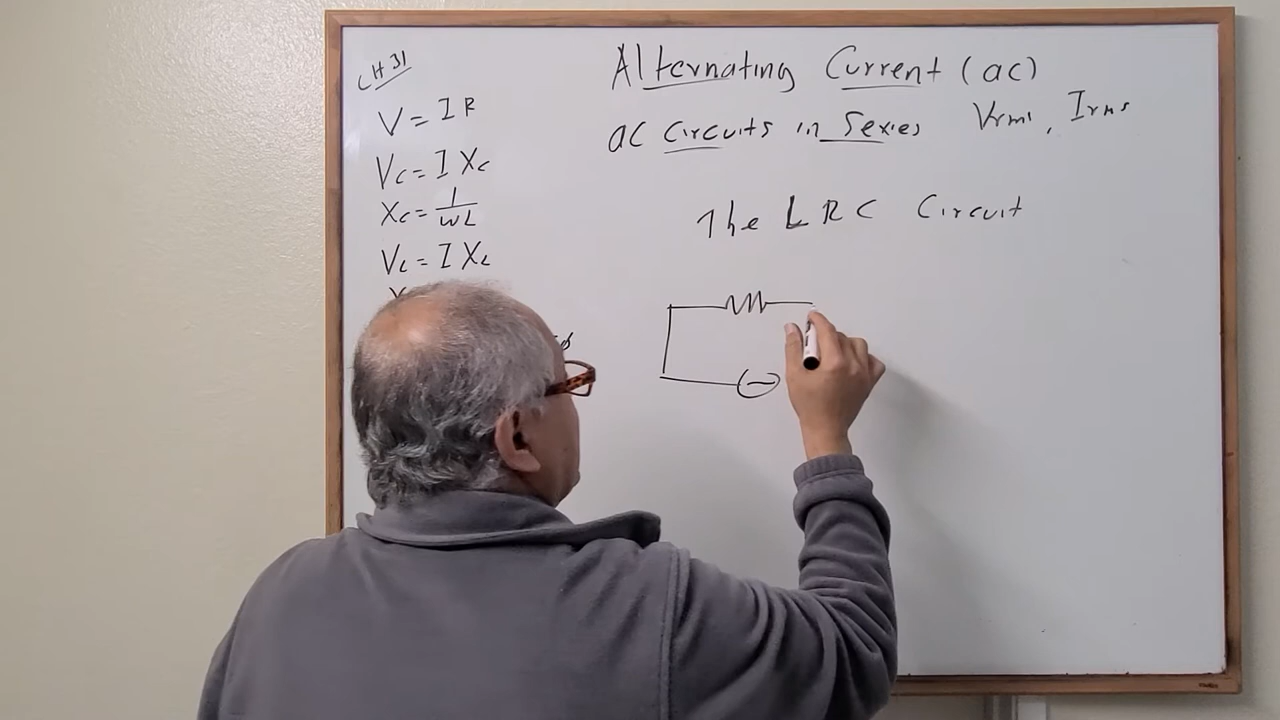 CH 31
Alternating Current (ac)
ac Circuits in Series Vrms, Irms
The LRC Circuit
V = IR
Vc = I Xc
Xc = 1/ωL
VL = I XL